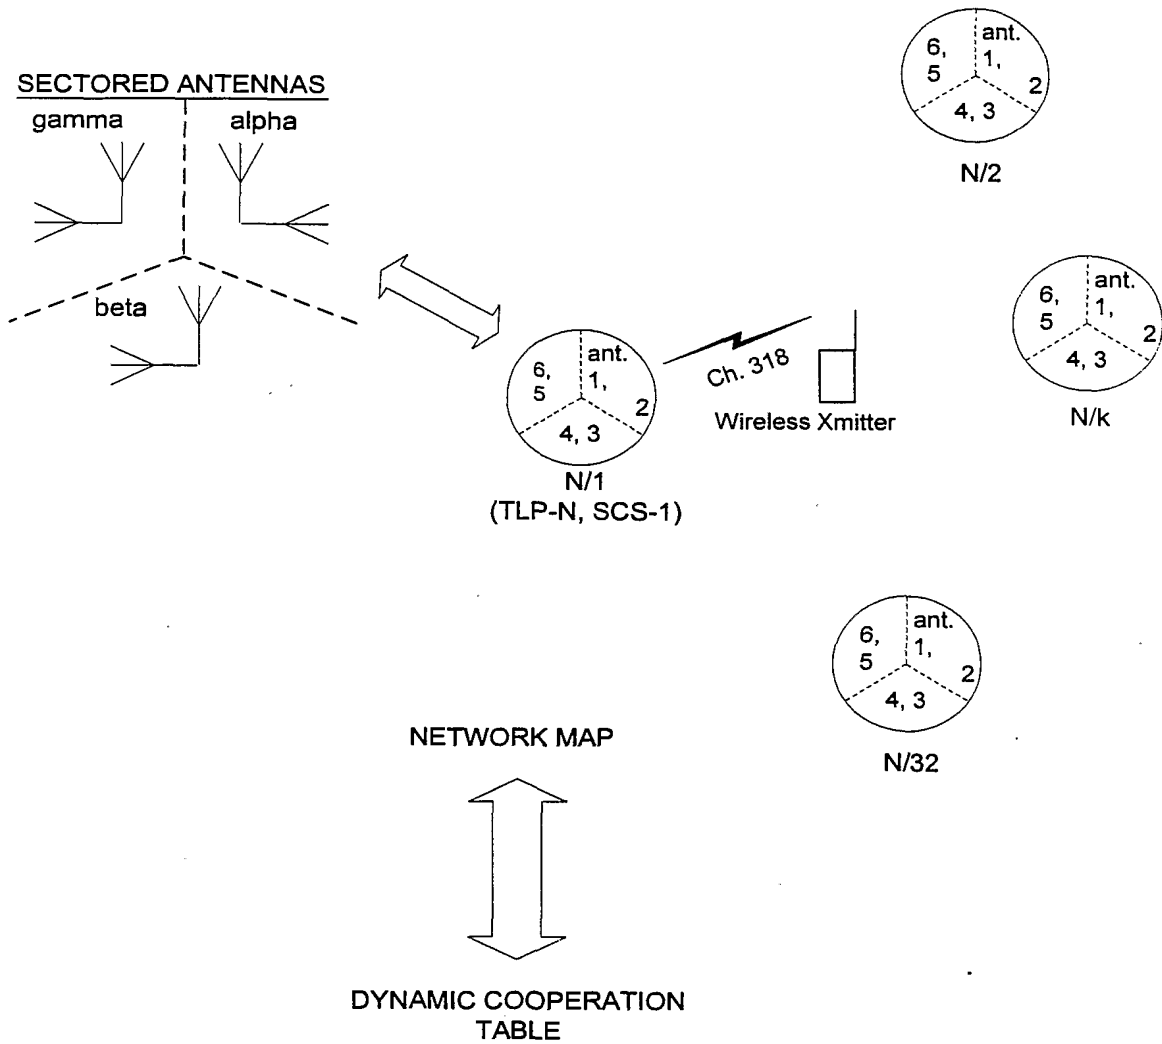 SECTORED ANTENNAS
gamma
alpha
beta
6,
5
ant.
1,
2
4, 3
N/2
6,
5
ant.
1,
2
4, 3
N/k
6,
5
ant.
1,
2
4, 3
N/1
(TLP-N, SCS-1)
Ch. 318
Wireless Xmitter
6,
5
ant.
1,
2
4, 3
N/32
NETWORK MAP
DYNAMIC COOPERATION
TABLE